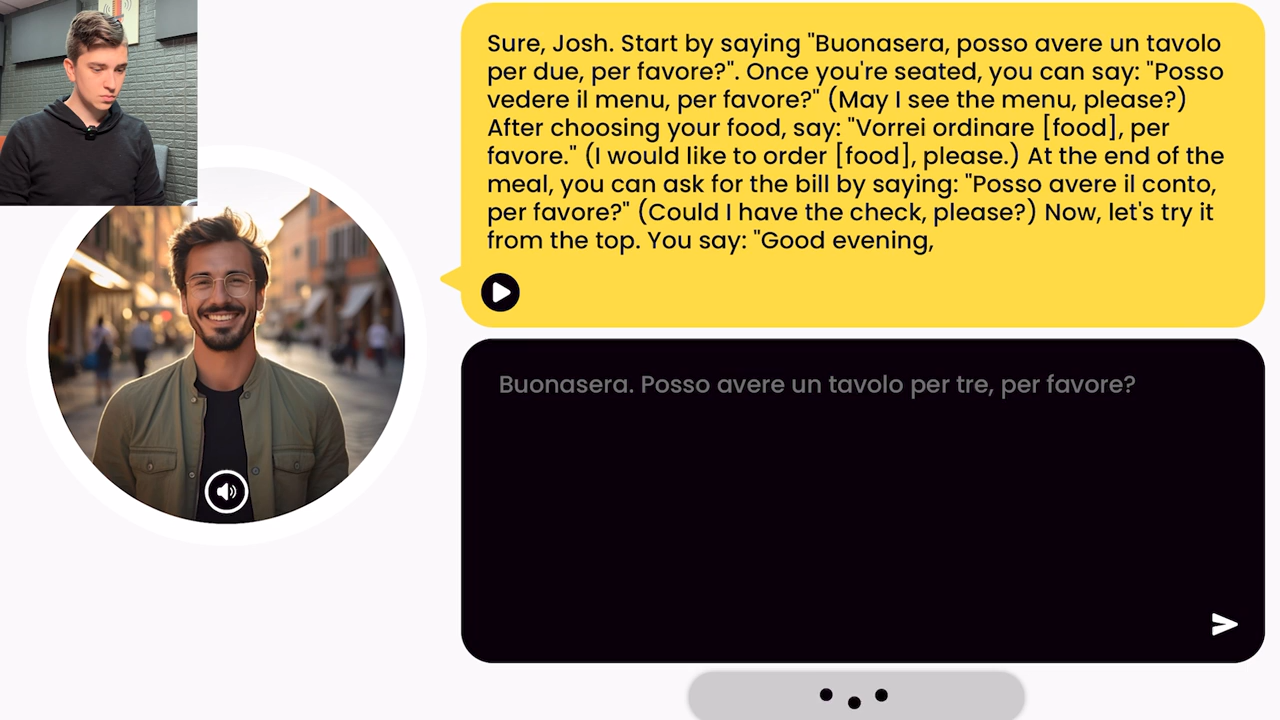 Sure, Josh. Start by saying "Buonasera, posso avere un tavolo
per due, per favore?". Once you're seated, you can say: "Posso
vedere il menu, per favore?" (May I see the menu, please?)
After choosing your food, say: "Vorrei ordinare [food], per
favore." (I would like to order [food], please.) At the end of the
meal, you can ask for the bill by saying: "Posso avere il conto,
per favore?" (Could I have the check, please?) Now, let's try it
from the top. You say: "Good evening,
Buonasera. Posso avere un tavolo per tre, per favore?